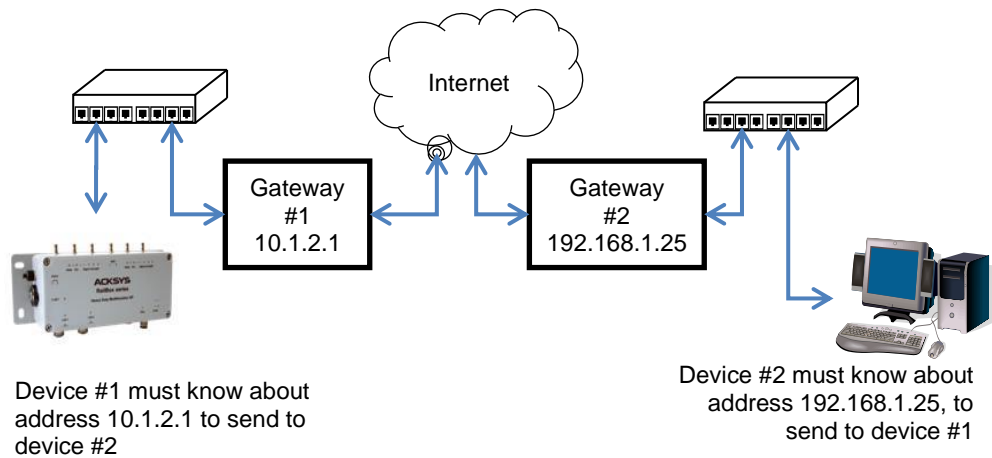 Internet
Gateway
#1
10.1.2.1
Gateway
#2
192.168.1.25
ACKSYS
Device #1 must know about
address 10.1.2.1 to send to
device #2
Device #2 must know about
address 192.168.1.25, to
send to device #1